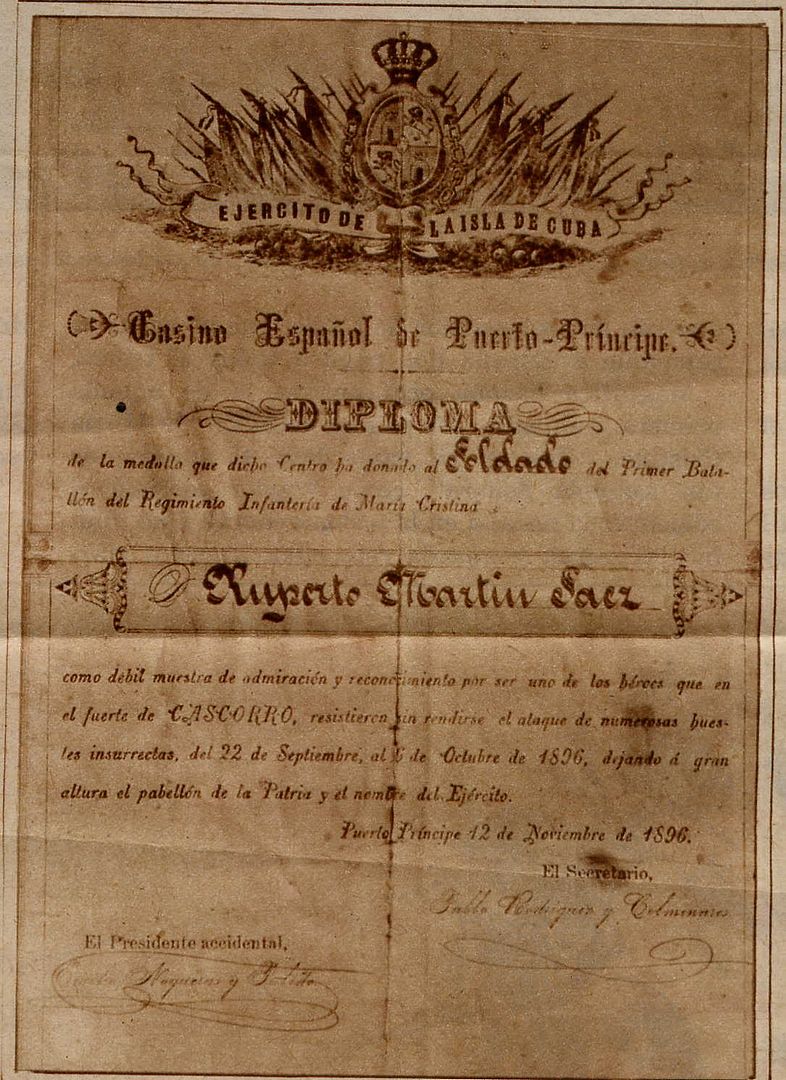 EJERCITO DE LA ISLA DE CUBA
Casino Español de Puerto-Príncipe.
DIPLOMA
de la medalla que dicho Centro ha donado al Soldado del Primer Bata-
llón del Regimiento Infantería de María Cristina
D Ruperto Martin Saez
como débil muestra de admiración y reconocimiento por ser uno de los héroes que en
el fuerte de CASCORRO, resistieron sin rendirse el ataque de numerosas hues-
tes insurrectas, del 22 de Septiembre, al de Octubre de 1896, dejando á gran
altura el pabellón de la Patria y el nombre del Ejército.
Puerto Príncipe 12 de Noviembre de 1896.
El Secretario,
Pablo Rodriguez y Colmenares
El Presidente accidental,
Nogueras y